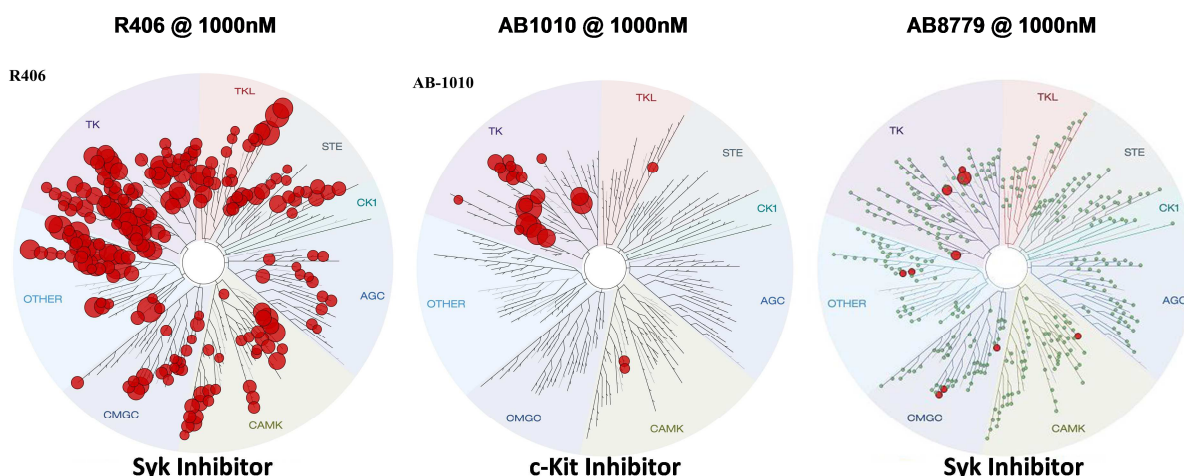 R406 @ 1000nM
AB1010 @ 1000nM
AB8779 @ 1000nM
R406
AB-1010
TK
TKL
STE
CK1
AGC
CAMK
CMGC
OTHER
TK
TKL
STE
CK1
AGC
CAMK
CMGC
OTHER
TK
TKL
STE
CK1
AGC
CAMK
CMGC
OTHER
Syk Inhibitor
c-Kit Inhibitor
Syk Inhibitor